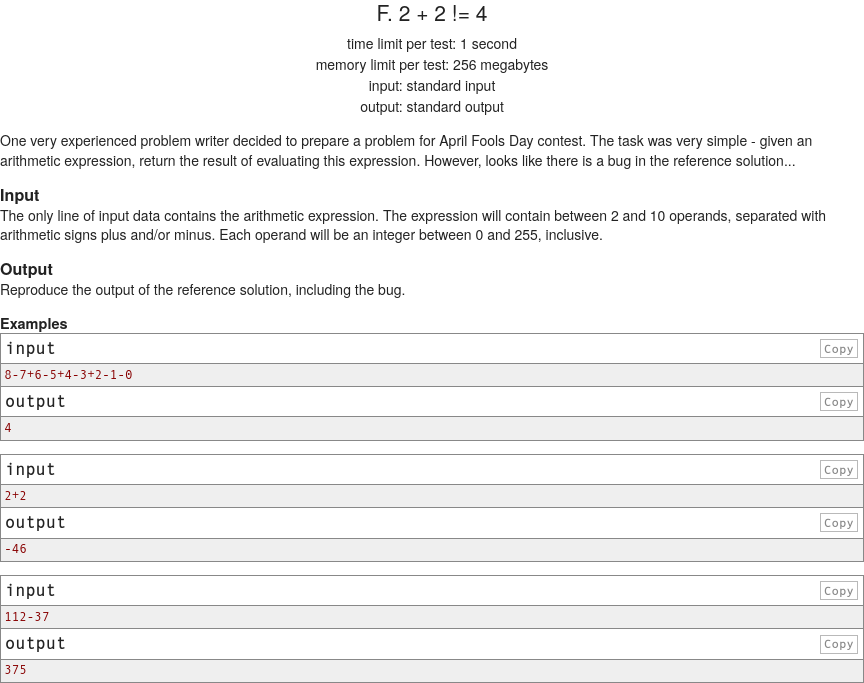 F. 2 + 2 != 4
time limit per test: 1 second
memory limit per test: 256 megabytes
input: standard input
output: standard output
One very experienced problem writer decided to prepare a problem for April Fools Day contest. The task was very simple - given an
arithmetic expression, return the result of evaluating this expression. However, looks like there is a bug in the reference solution...
Input
The only line of input data contains the arithmetic expression. The expression will contain between 2 and 10 operands, separated with
arithmetic signs plus and/or minus. Each operand will be an integer between 0 and 255, inclusive.
Output
Reproduce the output of the reference solution, including the bug.
Examples
input Copy
8-7+6-5+4-3+2-1-0
output Copy
4
input Copy
2+2
output Copy
-46
input Copy
112-37
output Copy
375